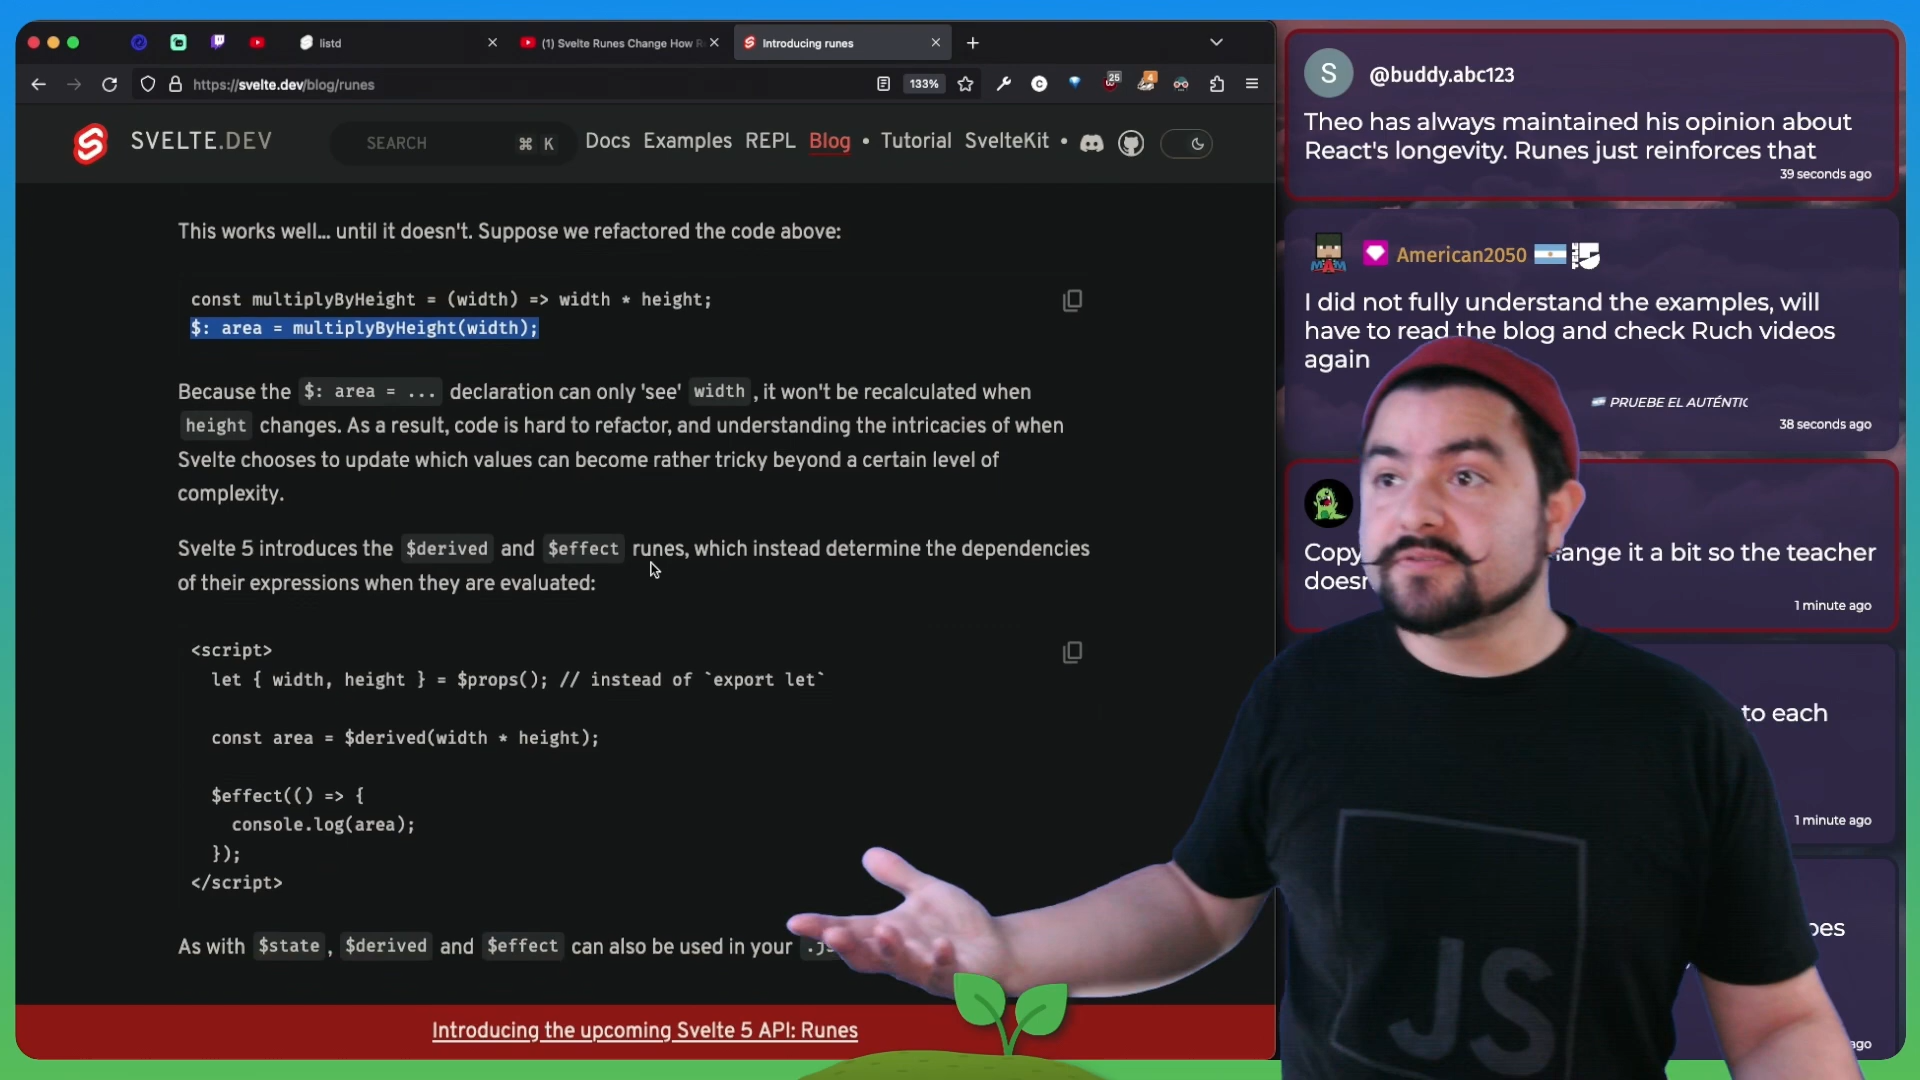 listd
(1) Svelte Runes Change How R
Introducing runes
https://svelte.dev/blog/runes
133%
25
4
SVELTE.DEV
SEARCH
⌘ K
Docs Examples REPL Blog • Tutorial SvelteKit •
This works well... until it doesn't. Suppose we refactored the code above:
const multiplyByHeight = (width) => width * height;
$: area = multiplyByHeight(width);
Because the $: area = ... declaration can only 'see' width, it won't be recalculated when
height changes. As a result, code is hard to refactor, and understanding the intricacies of when
Svelte chooses to update which values can become rather tricky beyond a certain level of
complexity.
Svelte 5 introduces the $derived and $effect runes, which instead determine the dependencies
of their expressions when they are evaluated:
<script>
let { width, height } = $props(); // instead of `export let`
const area = $derived(width * height);
$effect(() => {
console.log(area);
});
</script>
As with $state, $derived and $effect can also be used in your
Introducing the upcoming Svelte 5 API: Runes
S
@buddy.abc123
Theo has always maintained his opinion about
React's longevity. Runes just reinforces that
39 seconds ago
American2050
I did not fully understand the examples, will
have to read the blog and check Ruch videos
again
PRUEBE EL AUTÉNTIC
38 seconds ago
Copy
it a bit so the teacher
1 minute ago
to each
1 minute ago
ago
JS